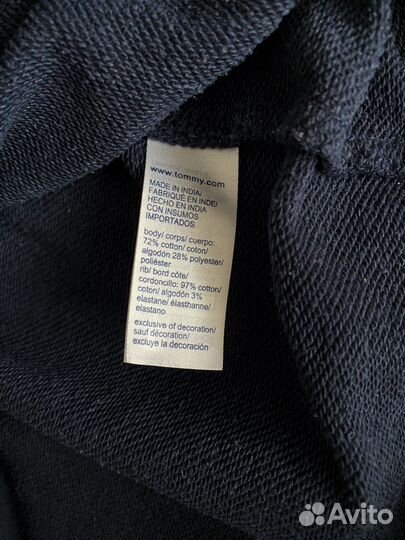 www.tommy.com
MADE IN INDIA/
FABRIQUE EN INDE/
HECHO EN INDIA
CON INSUMOS
IMPORTADOS
body/ corps/ cuerpo:
72% cotton/ coton/
algodón 28% polyester/
poliéster
rib/ bord côte/
cordoncillo: 97% cotton/
coton/ algodón 3%
elastane/ élasthanne/
elastano
exclusive of decoration/
sauf décoration/
excluye la decoración
Avito